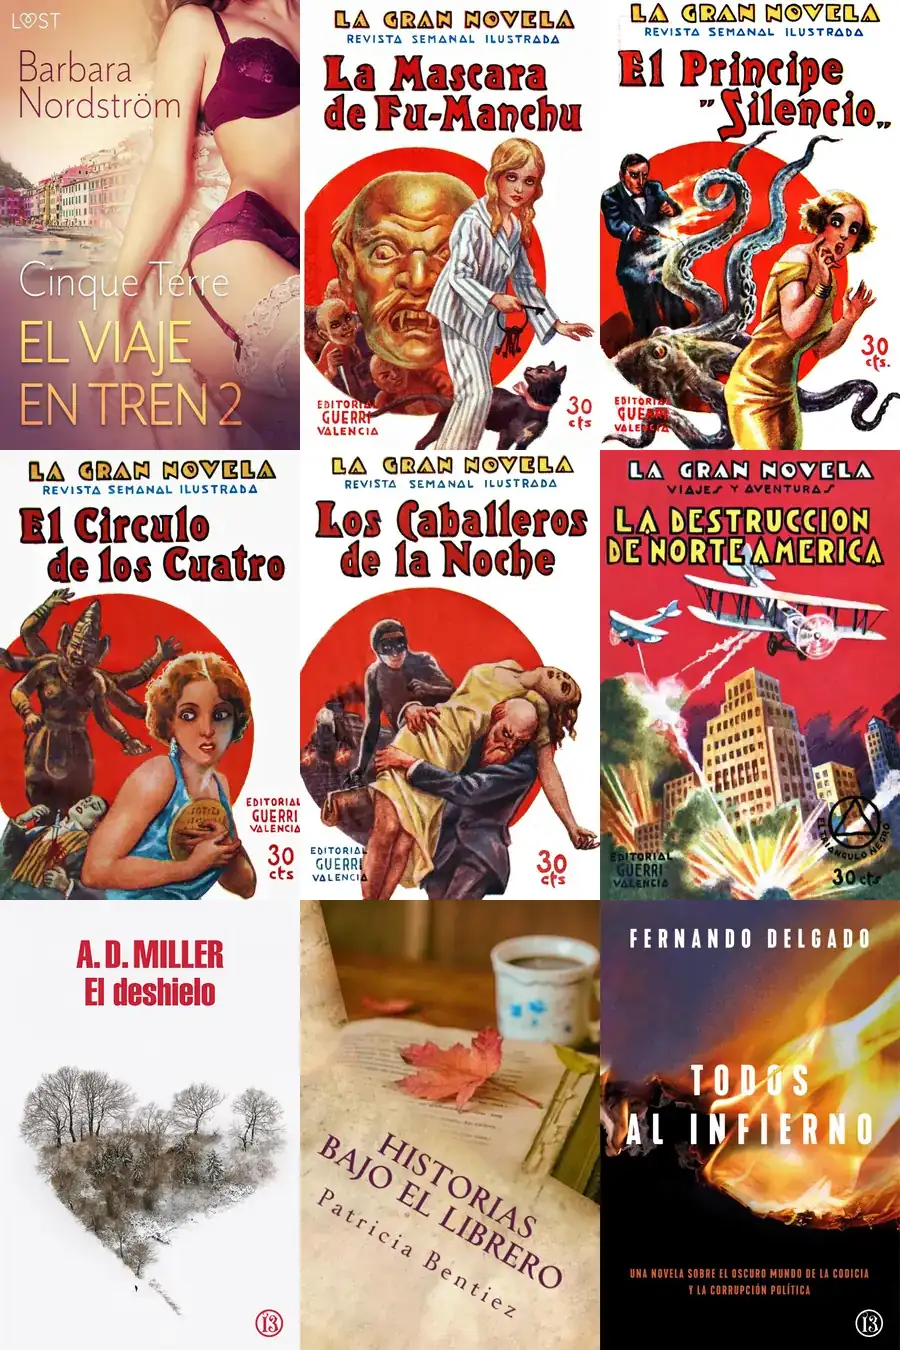 LOST
Barbara
Nordström
Cinque Terre
EL VIAJE
EN TREN 2
LA GRAN NOVELA
REVISTA SEMANAL ILUSTRADA
La Mascara
de Fu-Manchu
EDITORIAL
GUERRI
VALENCIA
30
cts
LA GRAN NOVELA
REVISTA SEMANAL ILUSTRADA
El Principe
"Silencio"
30
cts.
EDITORIAL
GUERRI
VALENCIA
LA GRAN NOVELA
REVISTA SEMANAL ILUSTRADA
El Circulo
de los Cuatro
EDITORIAL
GUERRI
VALENCIA
30
cts
LA GRAN NOVELA
REVISTA SEMANAL ILUSTRADA
Los Caballeros
de la Noche
EDITORIAL
GUERRI
VALENCIA
30
cts
LA GRAN NOVELA
VIAJES Y AVENTURAS
LA DESTRUCCION
DE NORTEAMERICA
EL TRIANGULO NEGRO
EDITORIAL
GUERRI
VALENCIA
30 cts
A. D. MILLER
El deshielo
13
HISTORIAS
BAJO EL LIBRERO
Patricia Bentiez
FERNANDO DELGADO
TODOS
AL INFIERNO
UNA NOVELA SOBRE EL OSCURO MUNDO DE LA CODICIA
Y LA CORRUPCIÓN POLÍTICA
13